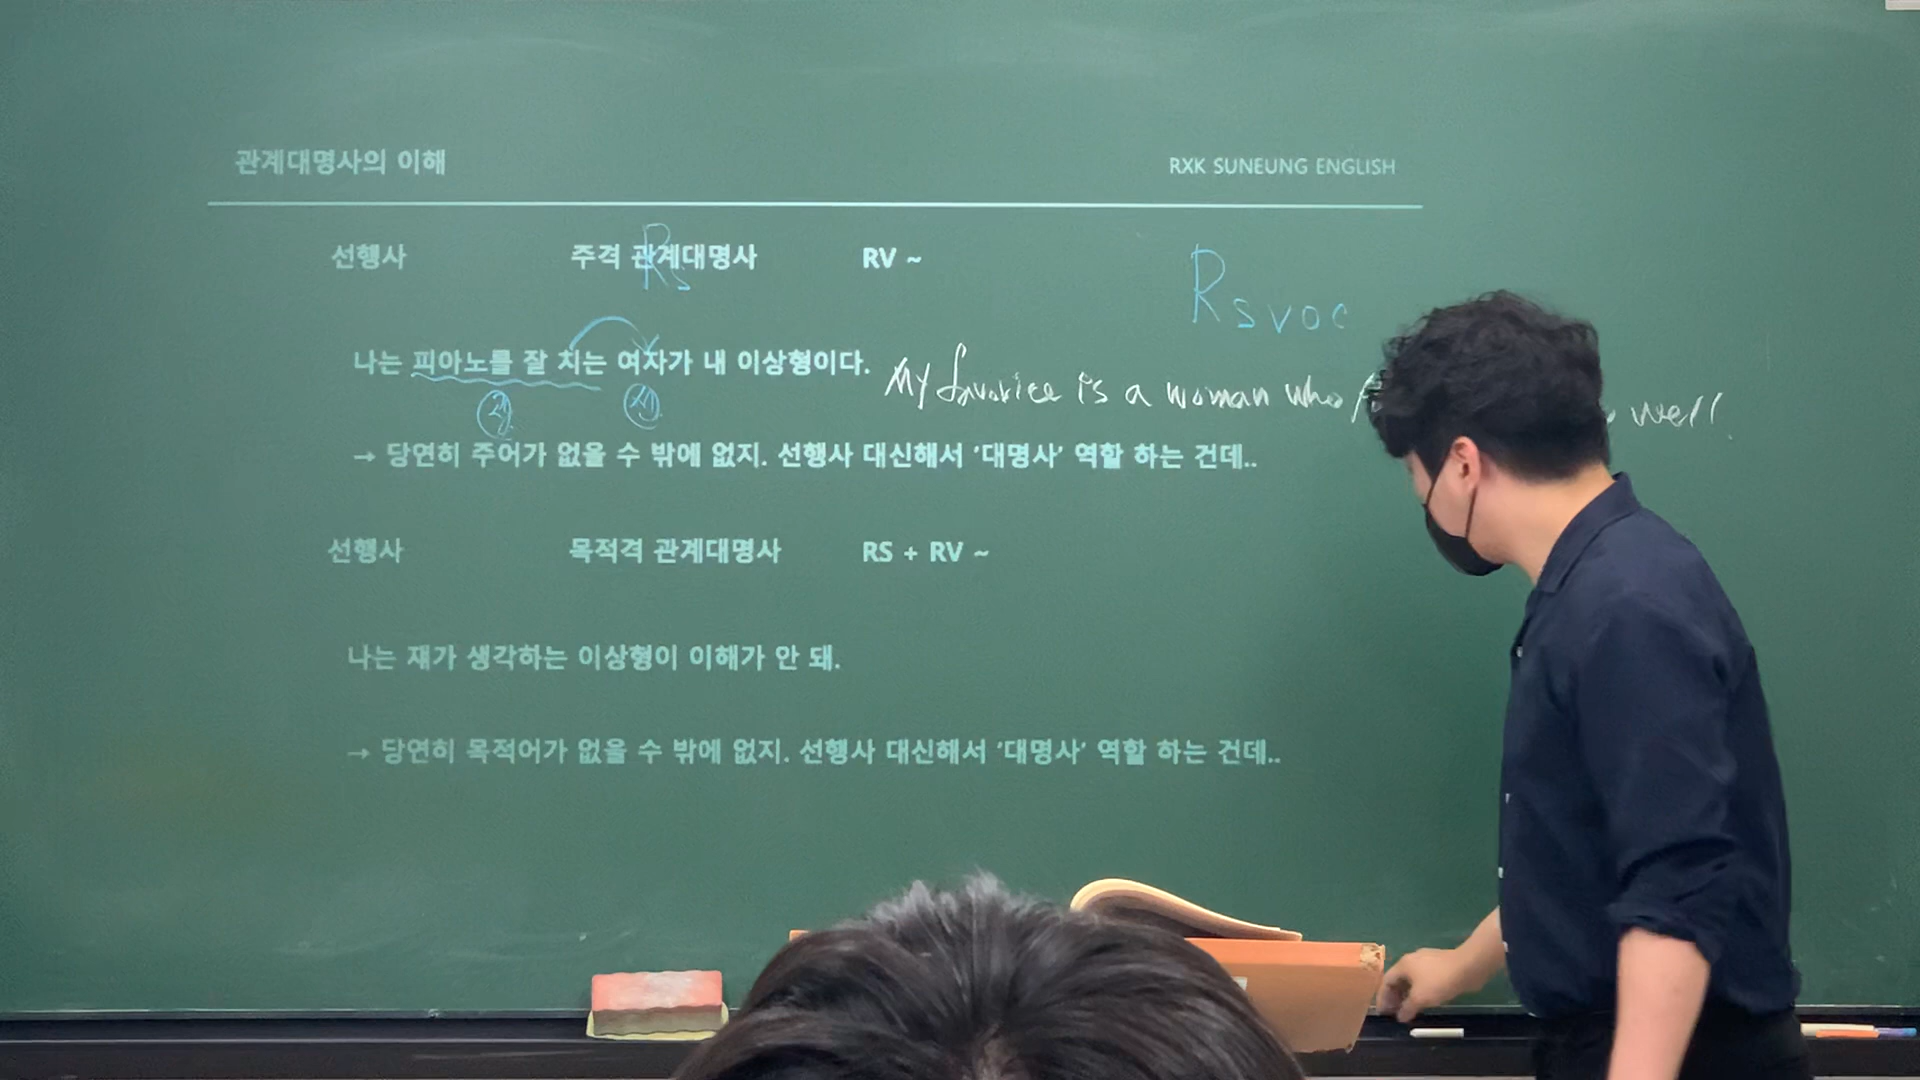 관계대명사의 이해
RXK SUNEUNG ENGLISH
선행사 주격 관계대명사 RV ~
Rs
Rsvoc
나는 피아노를 잘 치는 여자가 내 이상형이다.
My favorite is a woman who well.
→ 당연히 주어가 없을 수 밖에 없지. 선행사 대신해서 ‘대명사’ 역할 하는 건데..
선행사 목적격 관계대명사 RS + RV ~
나는 쟤가 생각하는 이상형이 이해가 안 돼.
→ 당연히 목적어가 없을 수 밖에 없지. 선행사 대신해서 ‘대명사’ 역할 하는 건데..